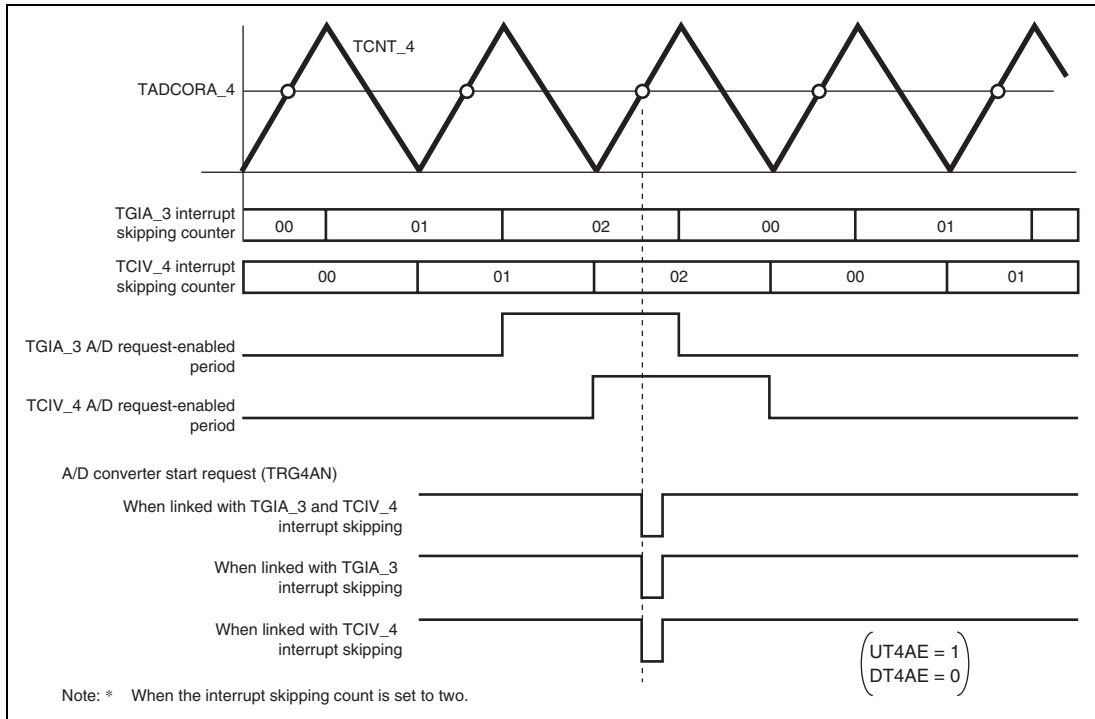 TCNT_4
TADCORA_4
TGIA_3 interrupt
skipping counter
00
01
02
00
01
TCIV_4 interrupt
skipping counter
00
01
02
00
01
TGIA_3 A/D request-enabled
period
TCIV_4 A/D request-enabled
period
A/D converter start request (TRG4AN)
When linked with TGIA_3 and TCIV_4
interrupt skipping
When linked with TGIA_3
interrupt skipping
When linked with TCIV_4
interrupt skipping
UT4AE = 1
DT4AE = 0
Note: * When the interrupt skipping count is set to two.